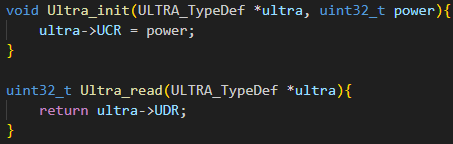 void Ultra_init(ULTRA_TypeDef *ultra, uint32_t power){
    ultra->UCR = power;
}

uint32_t Ultra_read(ULTRA_TypeDef *ultra){
    return ultra->UDR;
}